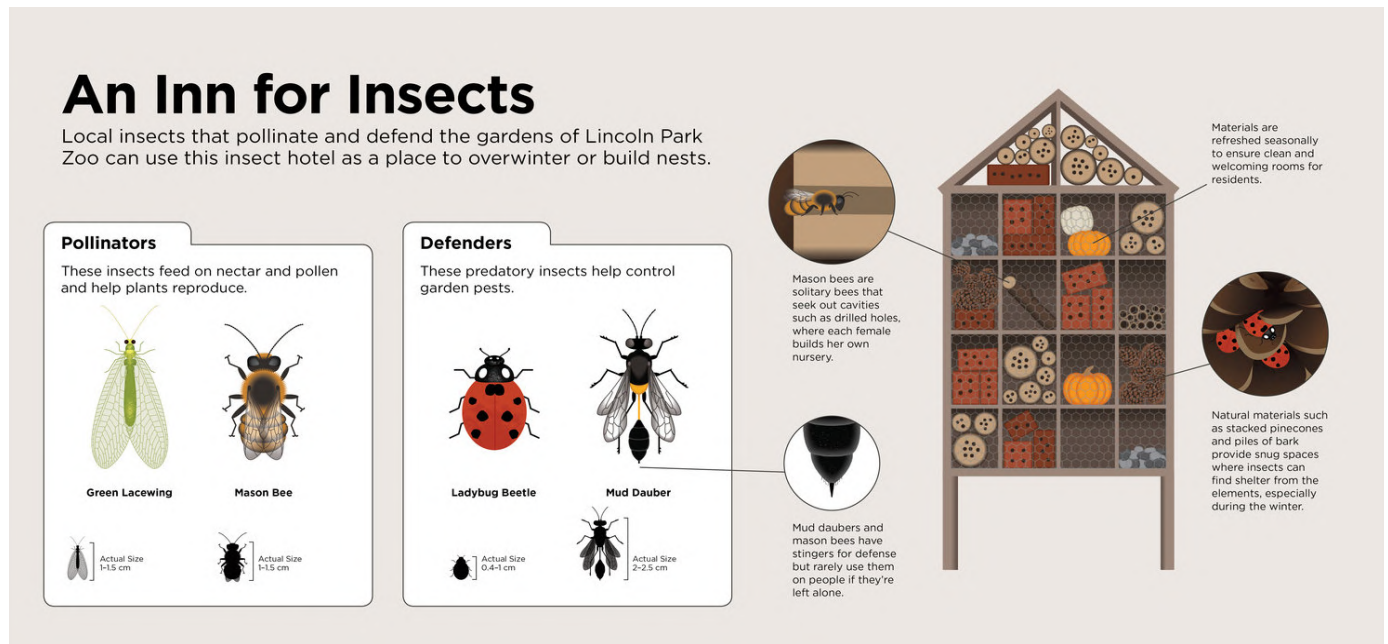 An Inn for Insects
Local insects that pollinate and defend the gardens of Lincoln Park
Zoo can use this insect hotel as a place to overwinter or build nests.
Pollinators
These insects feed on nectar and pollen
and help plants reproduce.
Green Lacewing
Mason Bee
Actual Size
1–1.5 cm
Actual Size
1–1.5 cm
Defenders
These predatory insects help control
garden pests.
Ladybug Beetle
Mud Dauber
Actual Size
0.4–1 cm
Actual Size
2–2.5 cm
Mason bees are
solitary bees that
seek out cavities
such as drilled holes,
where each female
builds her own
nursery.
Mud daubers and
mason bees have
stingers for defense
but rarely use them
on people if they’re
left alone.
Materials are
refreshed seasonally
to ensure clean and
welcoming rooms for
residents.
Natural materials such
as stacked pinecones
and piles of bark
provide snug spaces
where insects can
find shelter from the
elements, especially
during the winter.